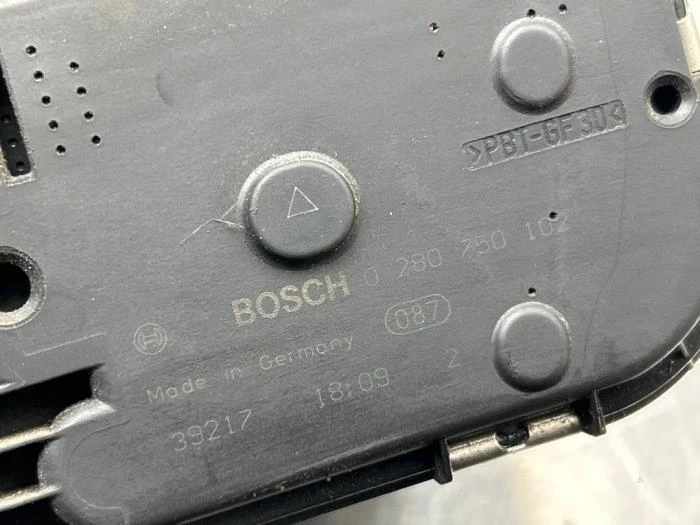 >PBT-GF30<
BOSCH 0 280 750 102
087
Made in Germany
39217 18:09 2